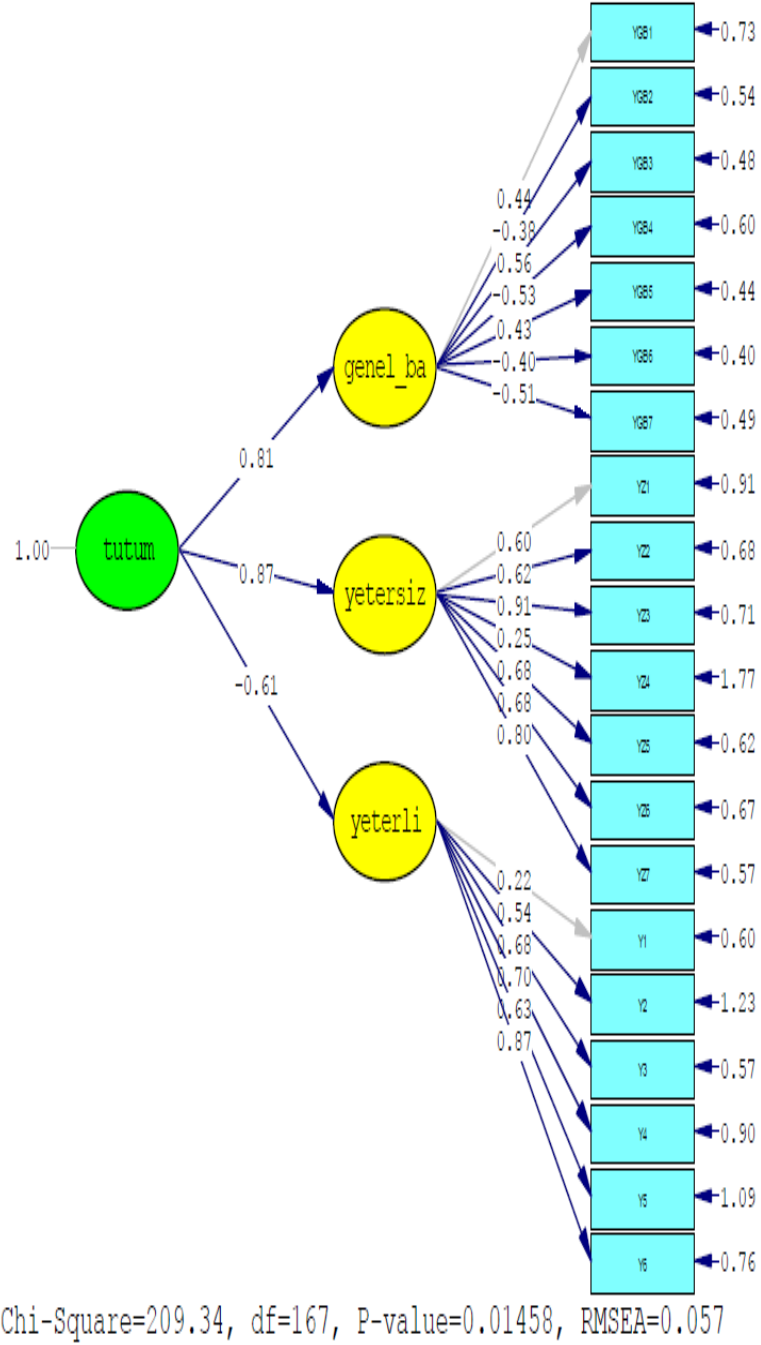 YGB1
0.73
YGB2
0.54
YGB3
0.48
YGB4
0.60
YGB5
0.44
YGB6
0.40
YGB7
0.49
YZ1
0.91
YZ2
0.68
YZ3
0.71
YZ4
1.77
YZ5
0.62
YZ6
0.67
YZ7
0.57
Y1
0.60
Y2
1.23
Y3
0.57
Y4
0.90
Y5
1.09
Y6
0.76
0.44
-0.38
0.56
-0.53
0.43
-0.40
-0.51
genel_ba
0.81
0.60
0.62
0.91
0.25
0.68
0.68
0.80
1.00
tutum
0.87
yetersiz
-0.61
yeterli
0.22
0.54
0.68
0.70
0.63
0.87
Chi-Square=209.34, df=167, P-value=0.01458, RMSEA=0.057